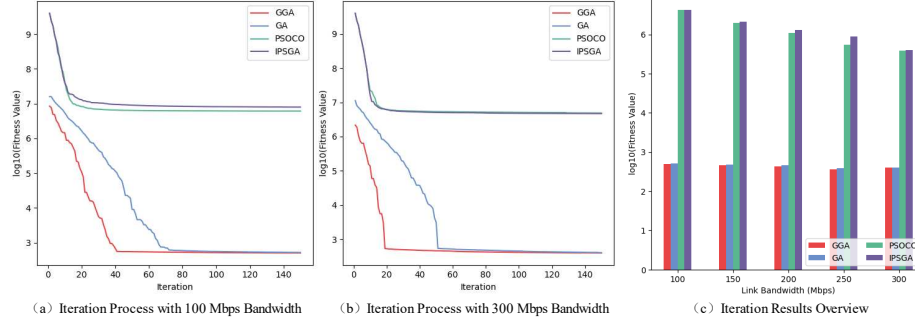 GGA
GA
PSOCO
IPSGA
log10(Fitness Value)
9
8
7
6
5
4
3
0 20 40 60 80 100 120 140
Iteration
(a) Iteration Process with 100 Mbps Bandwidth
GGA
GA
PSOCO
IPSGA
log10(Fitness Value)
9
8
7
6
5
4
3
0 20 40 60 80 100 120 140
Iteration
(b) Iteration Process with 300 Mbps Bandwidth
log10(Fitness Value)
6
5
4
3
2
1
0
GGA PSOCO
GA IPSGA
100 150 200 250 300
Link Bandwidth (Mbps)
(c) Iteration Results Overview